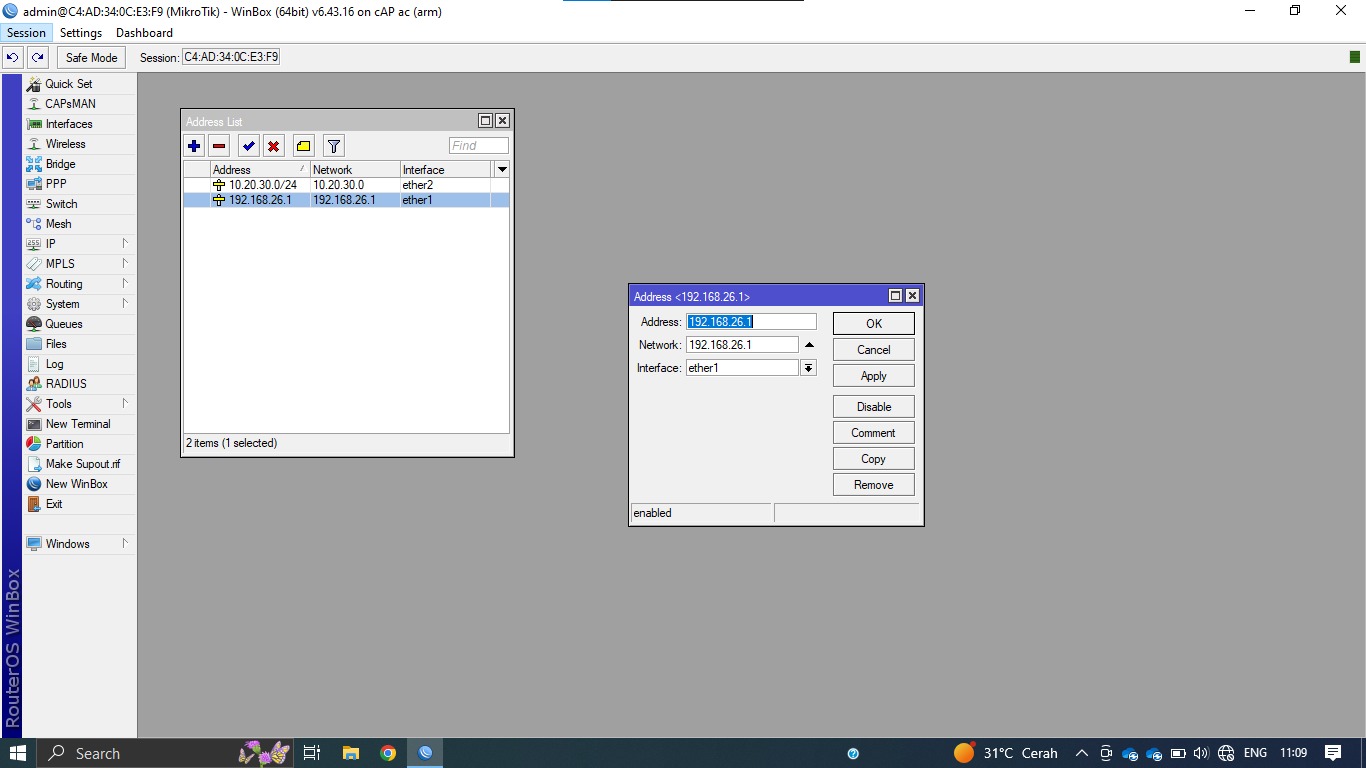 admin@C4:AD:34:0C:E3:F9 (MikroTik) - WinBox (64bit) v6.43.16 on cAP ac (arm)
Session Settings Dashboard
Safe Mode Session: C4:AD:34:0C:E3:F9
Quick Set
CAPsMAN
Interfaces
Wireless
Bridge
PPP
Switch
Mesh
IP
MPLS
Routing
System
Queues
Files
Log
RADIUS
Tools
New Terminal
Partition
Make Supout.rif
New WinBox
Exit
Windows
RouterOS WinBox
Address List
Find
Address Network Interface
10.20.30.0/24 10.20.30.0 ether2
192.168.26.1 192.168.26.1 ether1
2 items (1 selected)
Address <192.168.26.1>
Address: 192.168.26.1 OK
Network: 192.168.26.1 Cancel
Interface: ether1 Apply
Disable
Comment
Copy
Remove
enabled
Search 31°C Cerah ENG 11:09